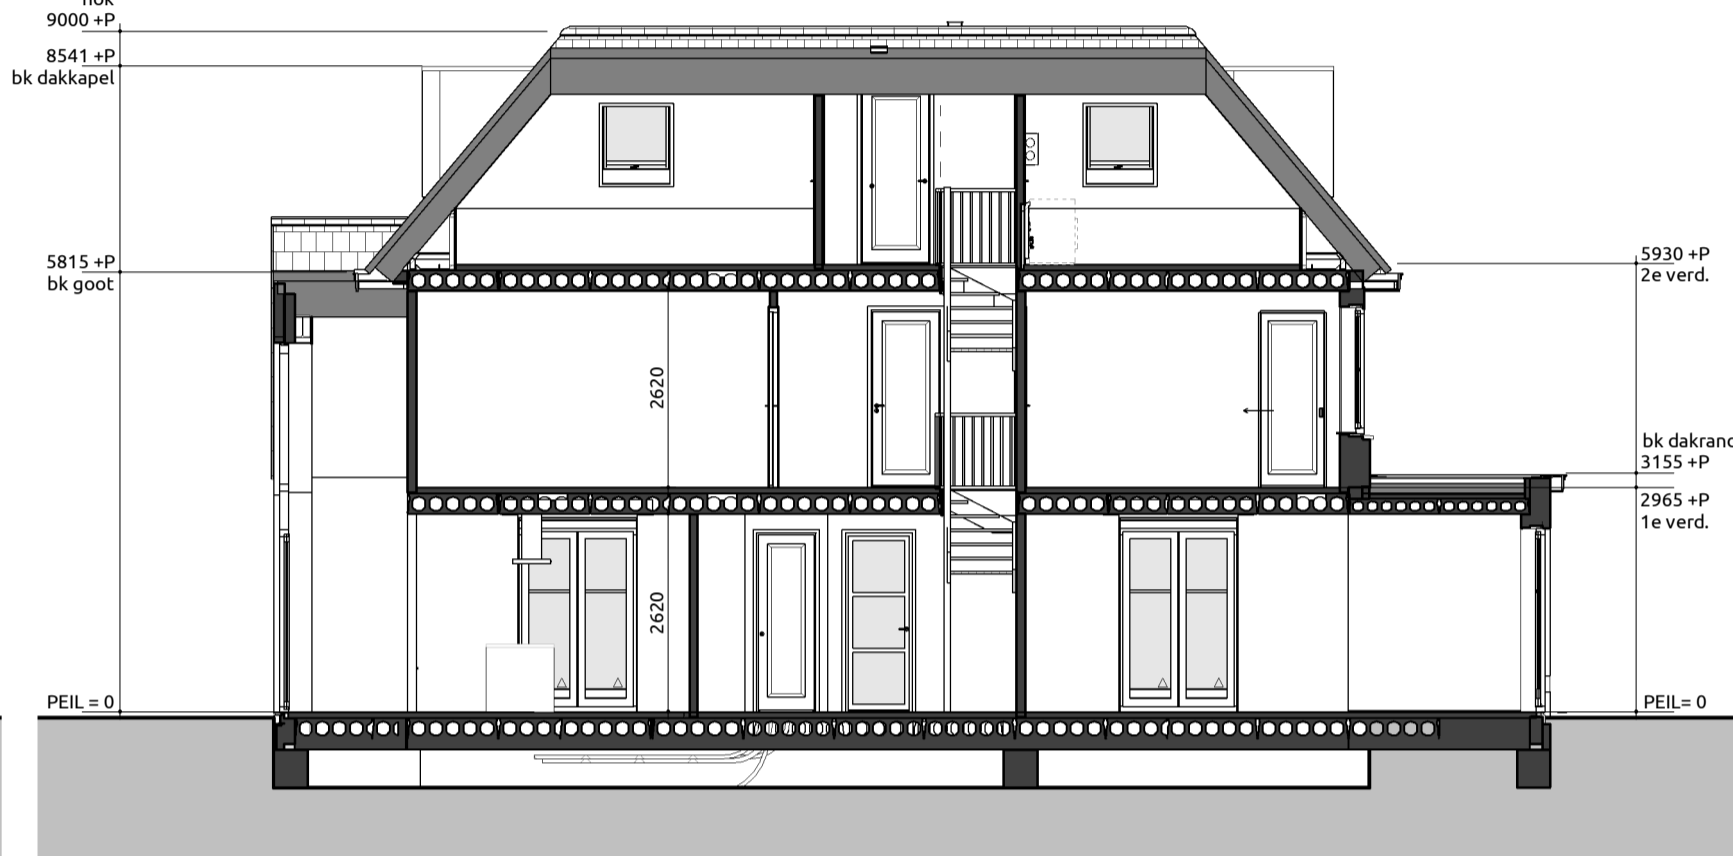 nok
9000 +P
8541 +P
bk dakkapel
5815 +P
bk goot
PEIL = 0
2620
2620
5930 +P
2e verd.
bk dakrand
3155 +P
2965 +P
1e verd.
PEIL= 0